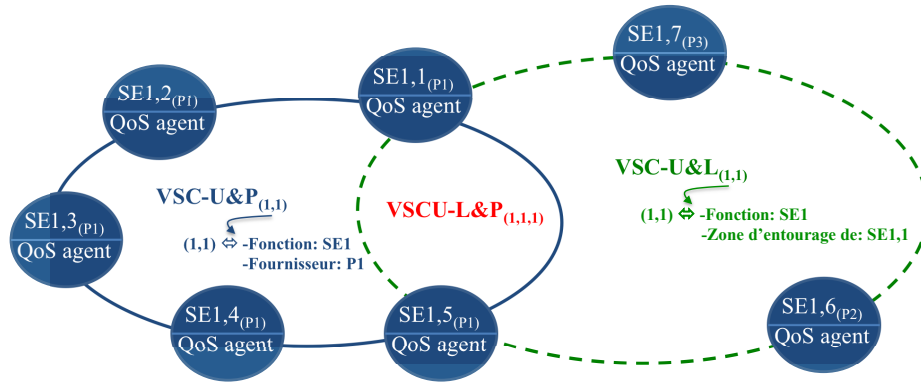 SE1,7(P3)
QoS agent
SE1,1(P1)
QoS agent
SE1,2(P1)
QoS agent
VSC-U&L(1,1)
(1,1) ⇔ -Fonction: SE1
-Zone d'entourage de: SE1,1
VSC-U&P(1,1)
(1,1) ⇔ -Fonction: SE1
-Fournisseur: P1
VSCU-L&P(1,1,1)
SE1,3(P1)
QoS agent
SE1,4(P1)
QoS agent
SE1,5(P1)
QoS agent
SE1,6(P2)
QoS agent